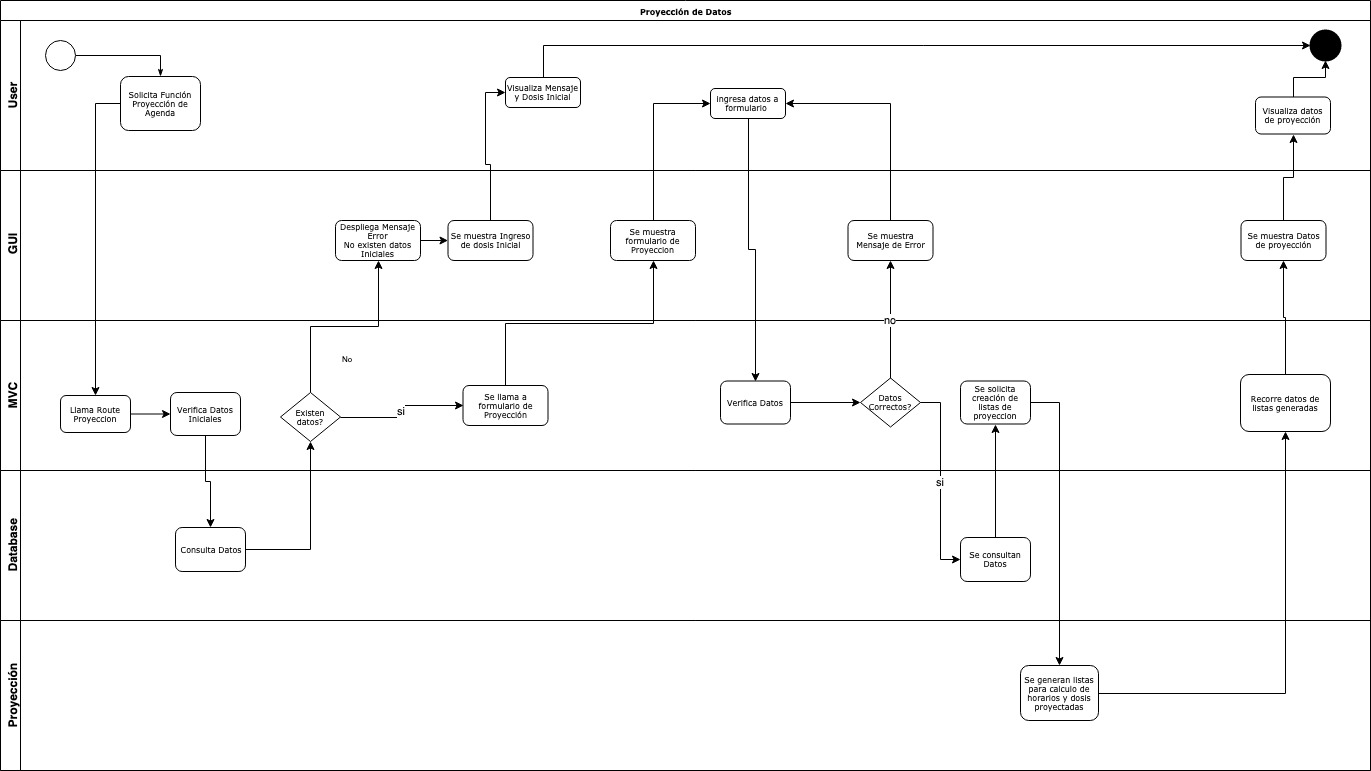 Proyección de Datos
User
Solicita Función
Proyección de
Agenda
Visualiza Mensaje
y Dosis Inicial
Ingresa datos a
formulario
Visualiza datos
de proyección
GUI
Despliega Mensaje
Error
No existen datos
Iniciales
Se muestra Ingreso
de dosis Inicial
Se muestra
formulario de
Proyeccion
Se muestra
Mensaje de Error
Se muestra Datos
de proyección
MVC
Llama Route
Proyeccion
Verifica Datos
Iniciales
Existen
datos?
No
si
Se llama a
formulario de
Proyección
Verifica Datos
Datos
Correctos?
no
si
Se solicita
creación de
listas de
proyeccion
Recorre datos de
listas generadas
Database
Consulta Datos
Se consultan
Datos
Proyección
Se generan listas
para calculo de
horarios y dosis
proyectadas